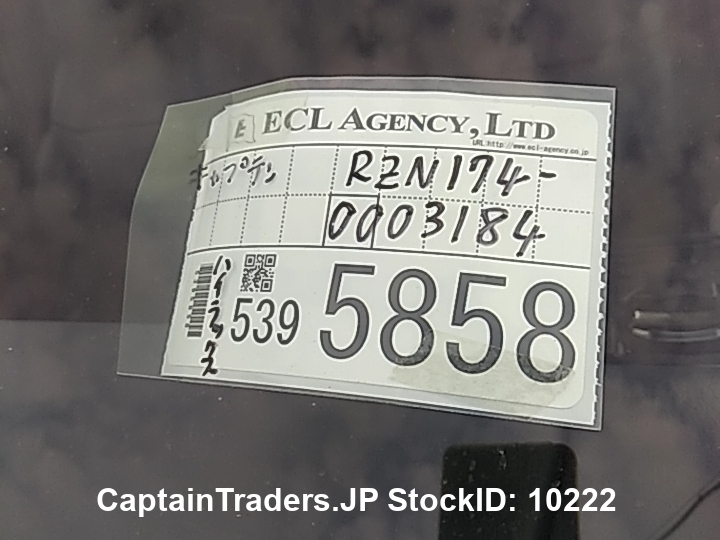 E ECL AGENCY, LTD
URL:http://www.ecl-agency.co.jp
キャプテン RZN174-
0003184
ハイラックス
539 5858
CaptainTraders.JP StockID: 10222